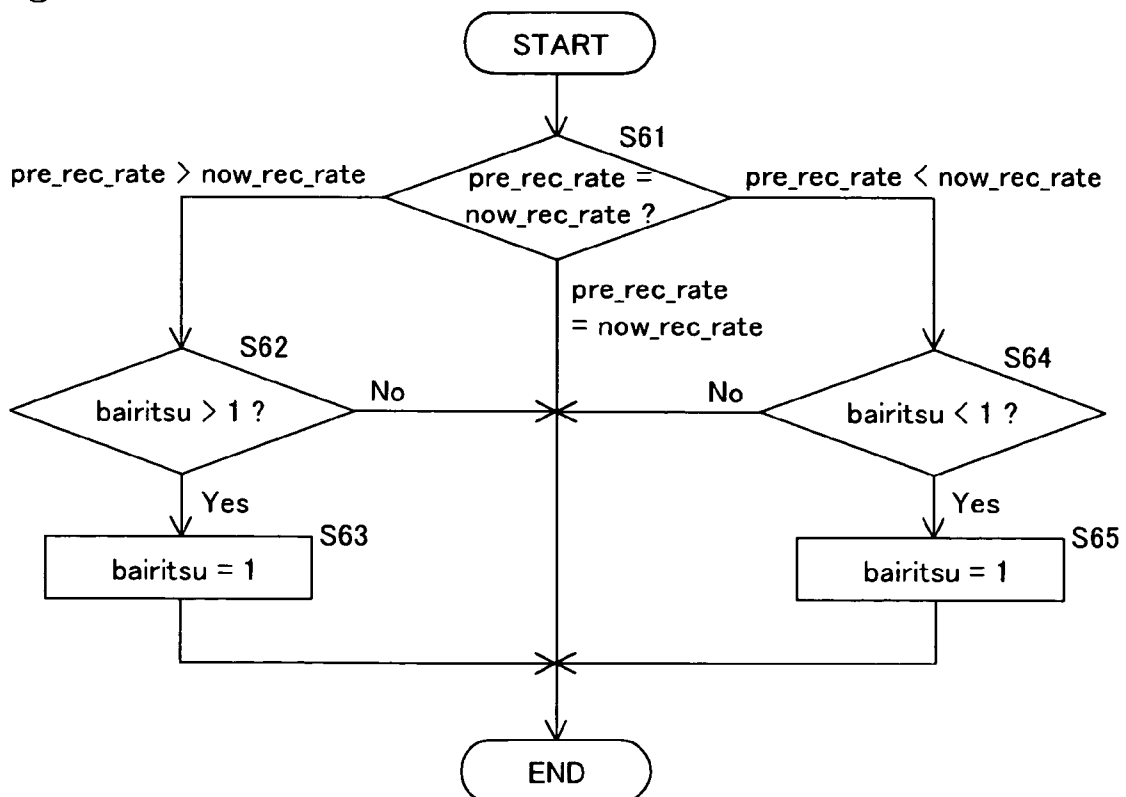 START
S61
pre_rec_rate > now_rec_rate
pre_rec_rate =
now_rec_rate ?
pre_rec_rate < now_rec_rate
pre_rec_rate
= now_rec_rate
S62
S64
bairitsu > 1 ?
No
No
bairitsu < 1 ?
Yes
Yes
S63
S65
bairitsu = 1
bairitsu = 1
END